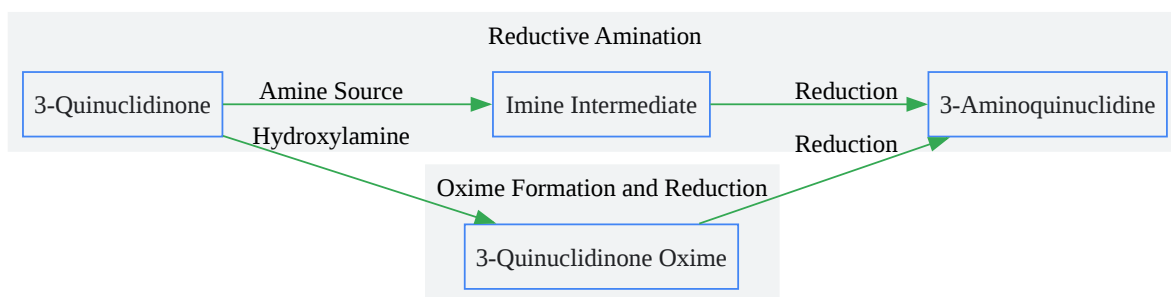 Reductive Amination
3-Quinuclidinone
Amine Source
Imine Intermediate
Reduction
3-Aminoquinuclidine
Hydroxylamine
Reduction
Oxime Formation and Reduction
3-Quinuclidinone Oxime